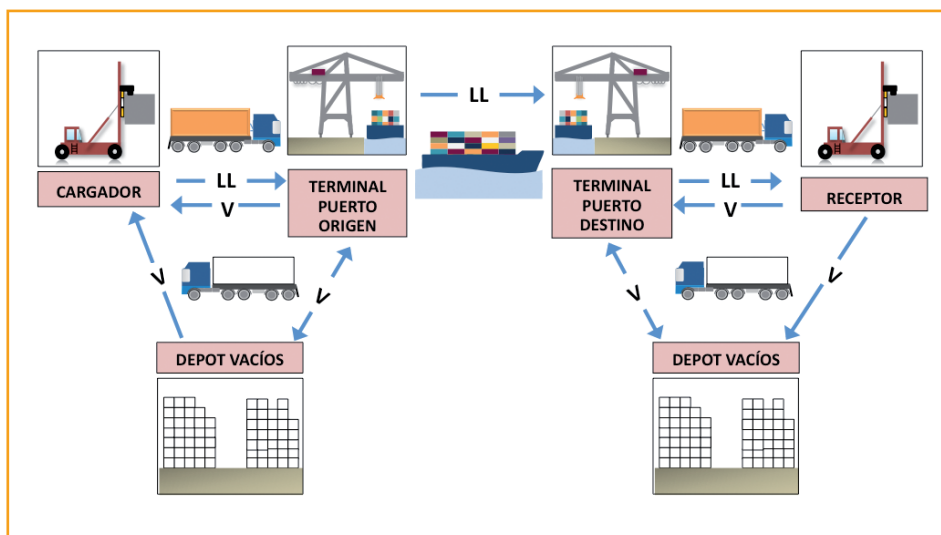 LL
CARGADOR
LL
V
TERMINAL
PUERTO
ORIGEN
TERMINAL
PUERTO
DESTINO
LL
V
RECEPTOR
V
V
V
V
DEPOT VACÍOS
DEPOT VACÍOS